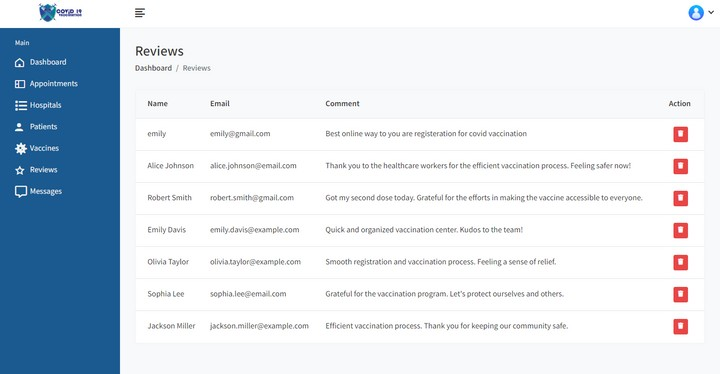 COVID 19
Main
Dashboard
Appointments
Hospitals
Patients
Vaccines
Reviews
Messages
Reviews
Dashboard / Reviews
Name Email Comment Action
emily emily@gmail.com Best online way to you are registeration for covid vaccination
Alice Johnson alice.johnson@email.com Thank you to the healthcare workers for the efficient vaccination process. Feeling safer now!
Robert Smith robert.smith@gmail.com Got my second dose today. Grateful for the efforts in making the vaccine accessible to everyone.
Emily Davis emily.davis@example.com Quick and organized vaccination center. Kudos to the team!
Olivia Taylor olivia.taylor@example.com Smooth registration and vaccination process. Feeling a sense of relief.
Sophia Lee sophia.lee@email.com Grateful for the vaccination program. Let's protect ourselves and others.
Jackson Miller jackson.miller@example.com Efficient vaccination process. Thank you for keeping our community safe.